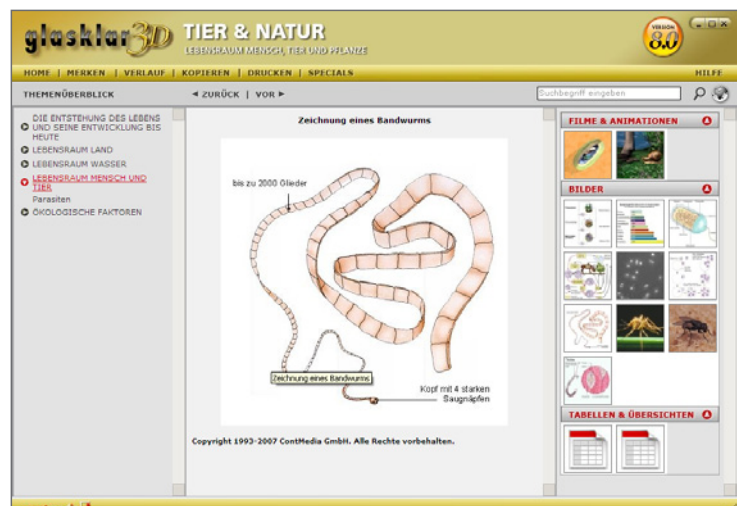 glasklar3D
TIER & NATUR
LEBENSRAUM MENSCH, TIER UND PFLANZE
VERSION
8.0
HOME | MERKEN | VERLAUF | KOPIEREN | DRUCKEN | SPECIALS
HILFE
THEMENÜBERBLICK
ZURÜCK | VOR
Suchbegriff eingeben
DIE ENTSTEHUNG DES LEBENS
UND SEINE ENTWICKLUNG BIS
HEUTE
LEBENSRAUM LAND
LEBENSRAUM WASSER
LEBENSRAUM MENSCH UND
TIER
Parasiten
ÖKOLOGISCHE FAKTOREN
Zeichnung eines Bandwurms
bis zu 2000 Glieder
Zeichnung eines Bandwurms
Kopf mit 4 starken
Saugnäpfen
Copyright 1993-2007 ContMedia GmbH. Alle Rechte vorbehalten.
FILME & ANIMATIONEN
BILDER
TABELLEN & ÜBERSICHTEN